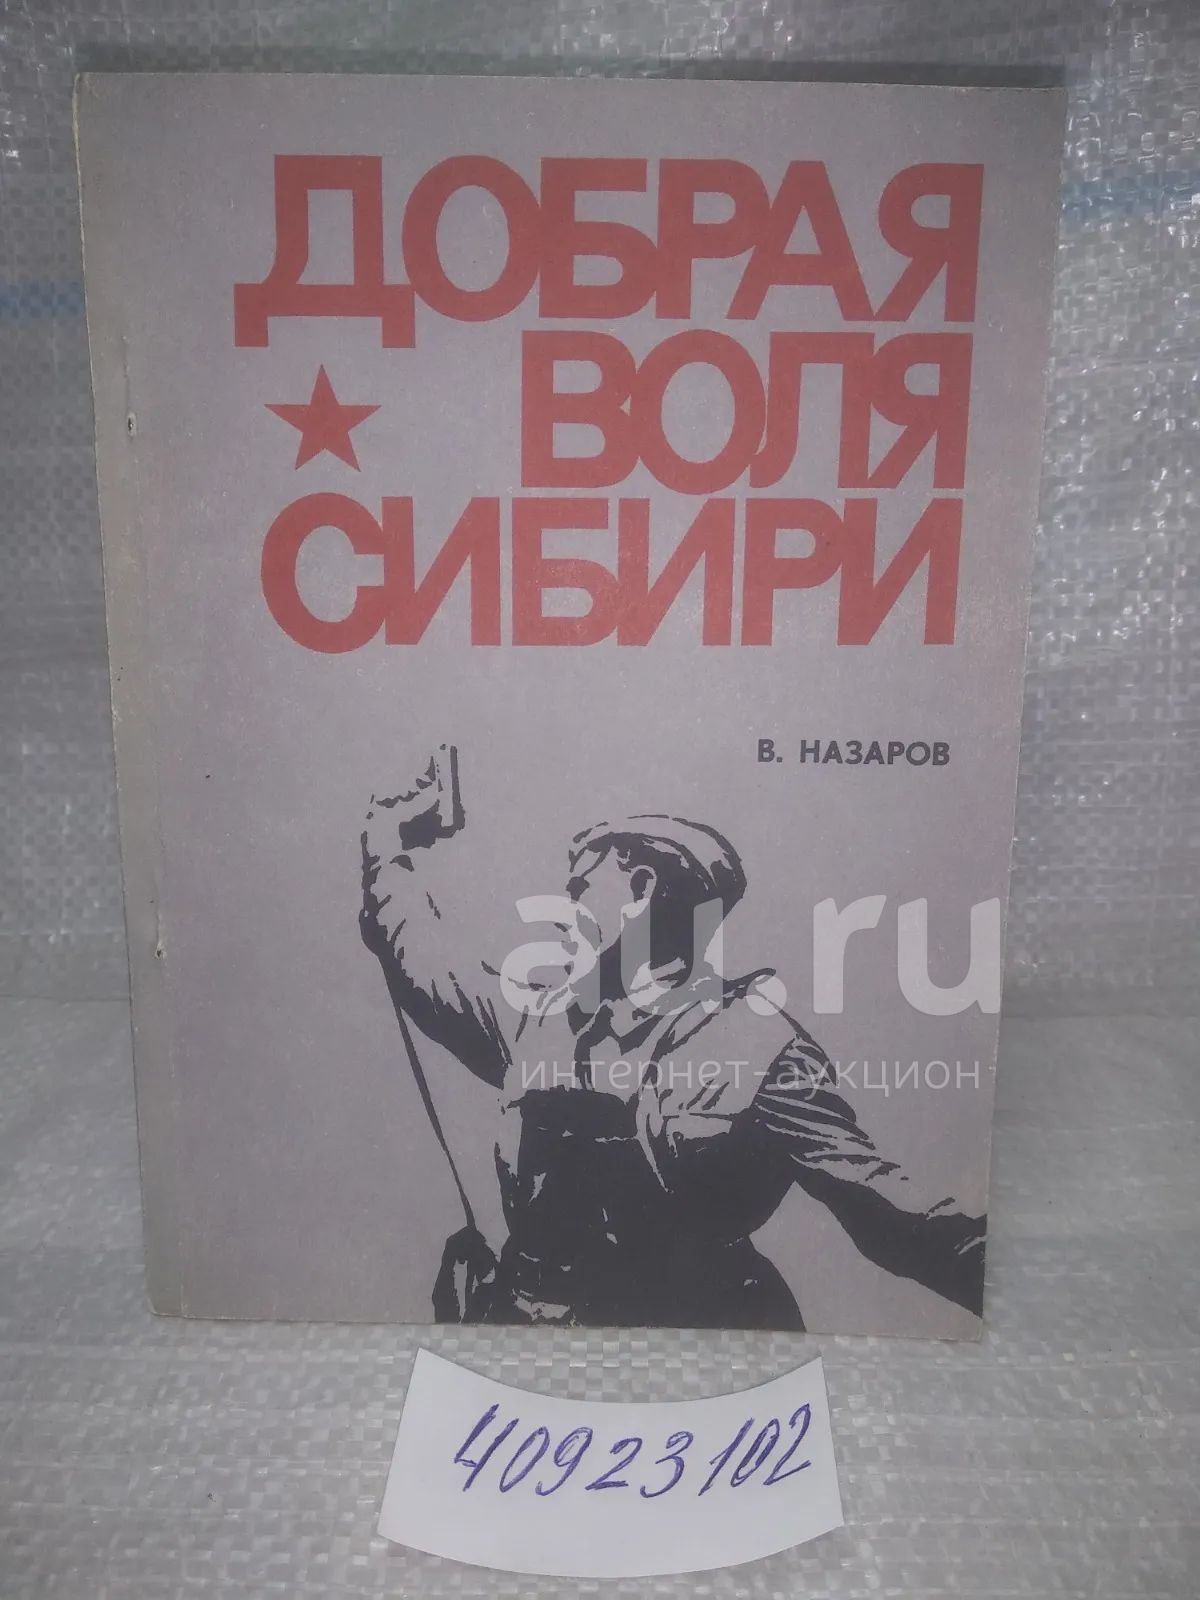 ДОБРАЯ
ВОЛЯ
СИБИРИ
В. НАЗАРОВ
au.ru
интернет-аукцион
40923102